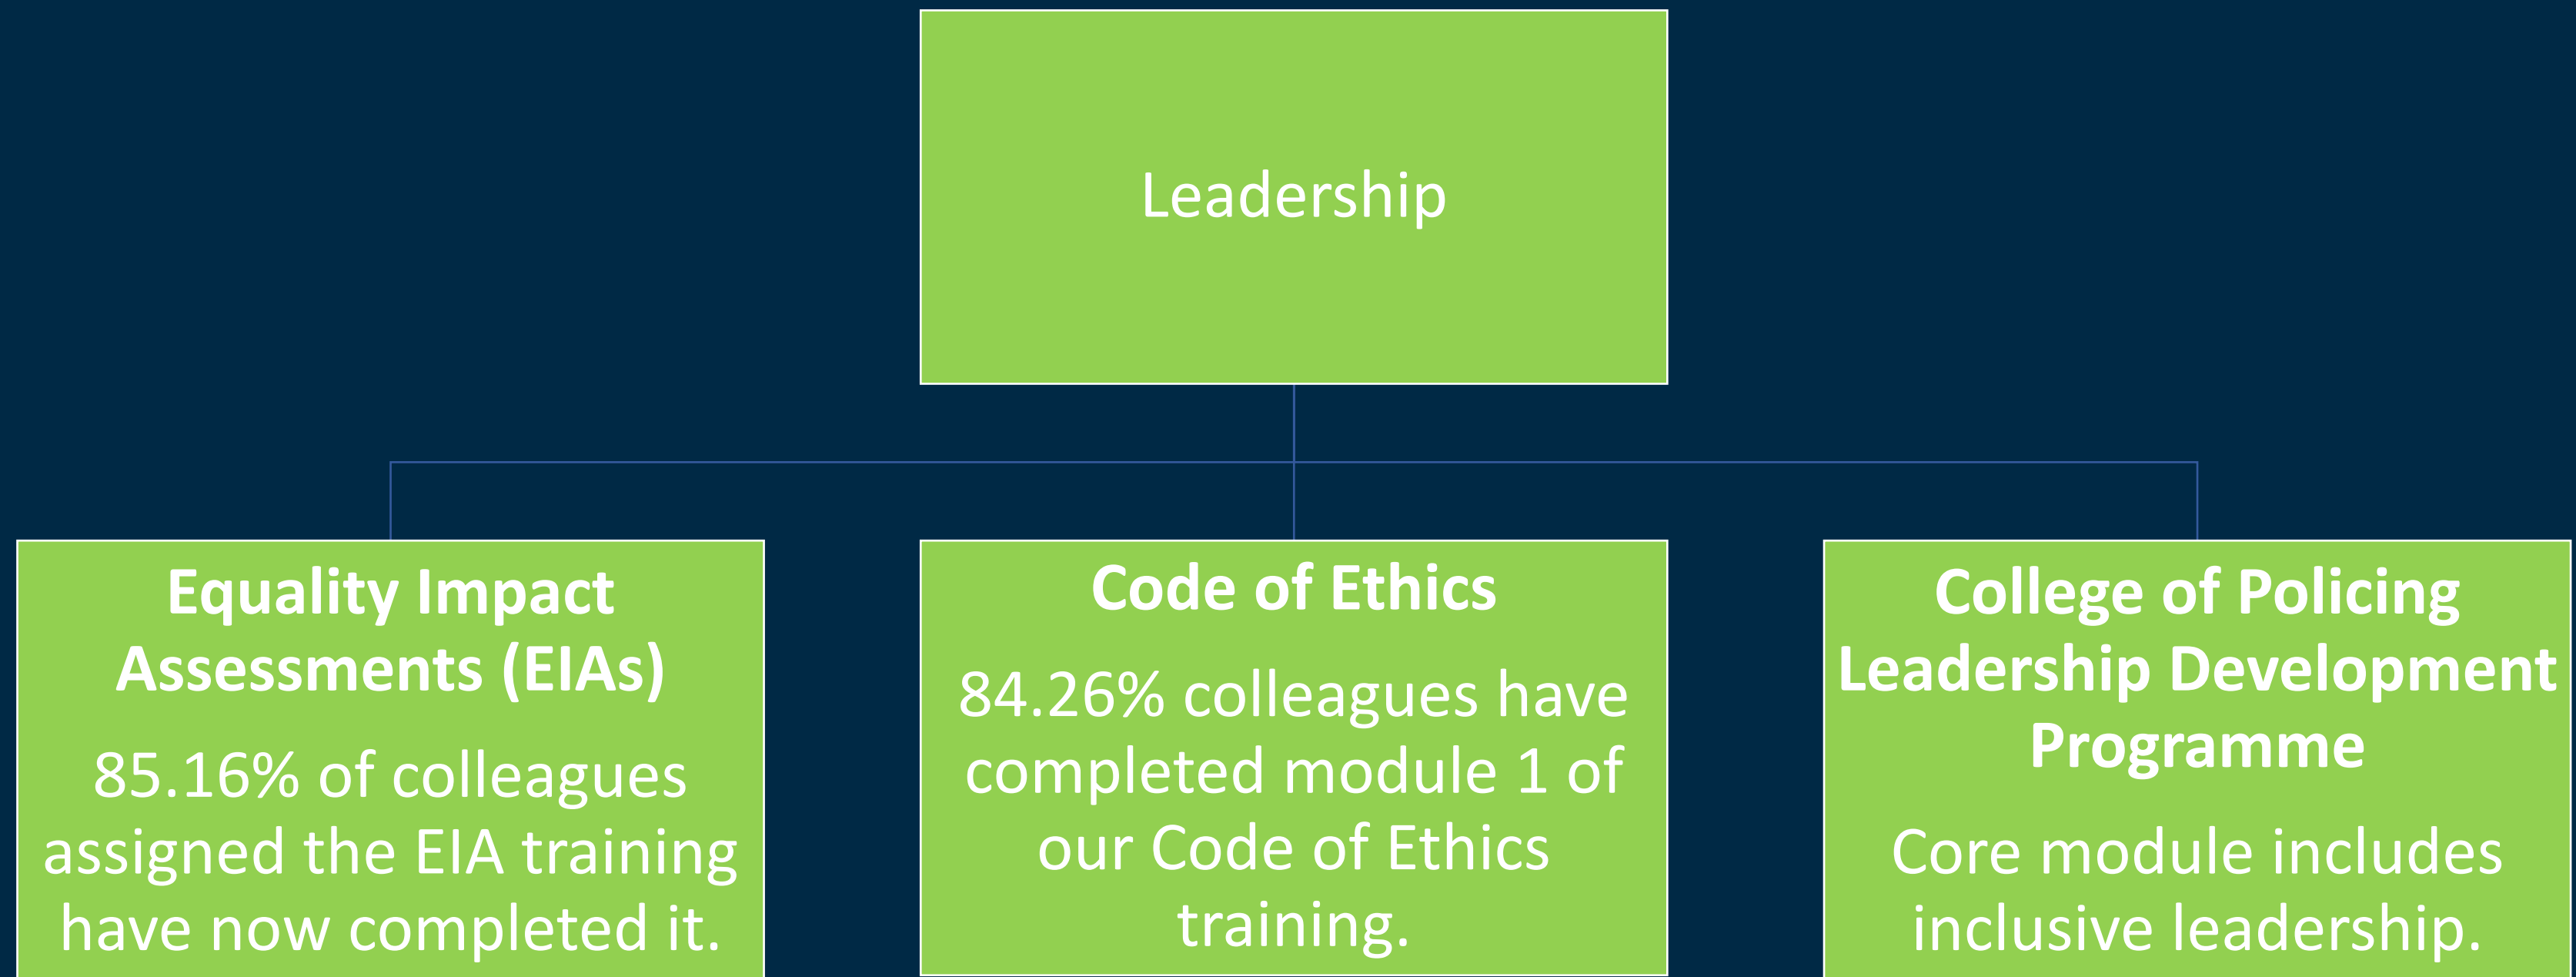 Leadership
Equality Impact
Assessments (EIAs)
85.16% of colleagues
assigned the EIA training
have now completed it.
Code of Ethics
84.26% colleagues have
completed module 1 of
our Code of Ethics
training.
College of Policing
Leadership Development
Programme
Core module includes
inclusive leadership.